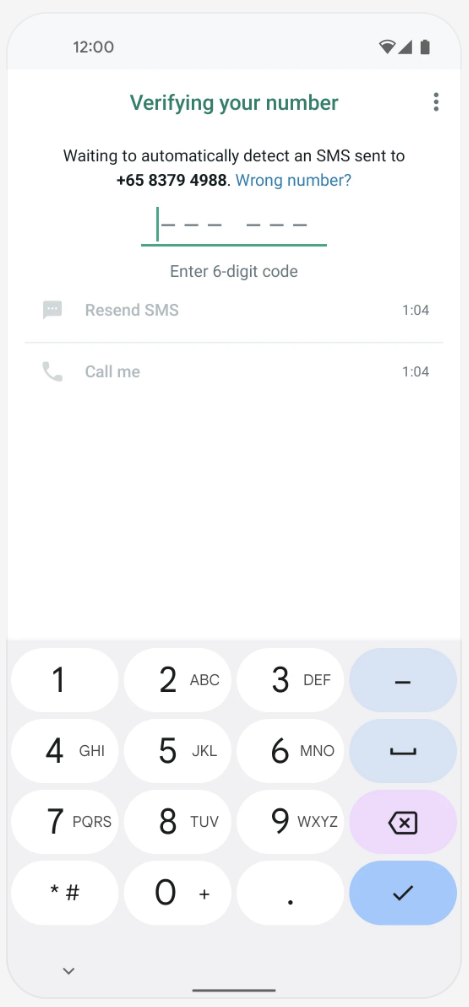 12:00
Verifying your number
Waiting to automatically detect an SMS sent to
+65 8379 4988. Wrong number?
Enter 6-digit code
Resend SMS 1:04
Call me 1:04
1 2 ABC 3 DEF –
4 GHI 5 JKL 6 MNO
7 PQRS 8 TUV 9 WXYZ
* # 0 + .